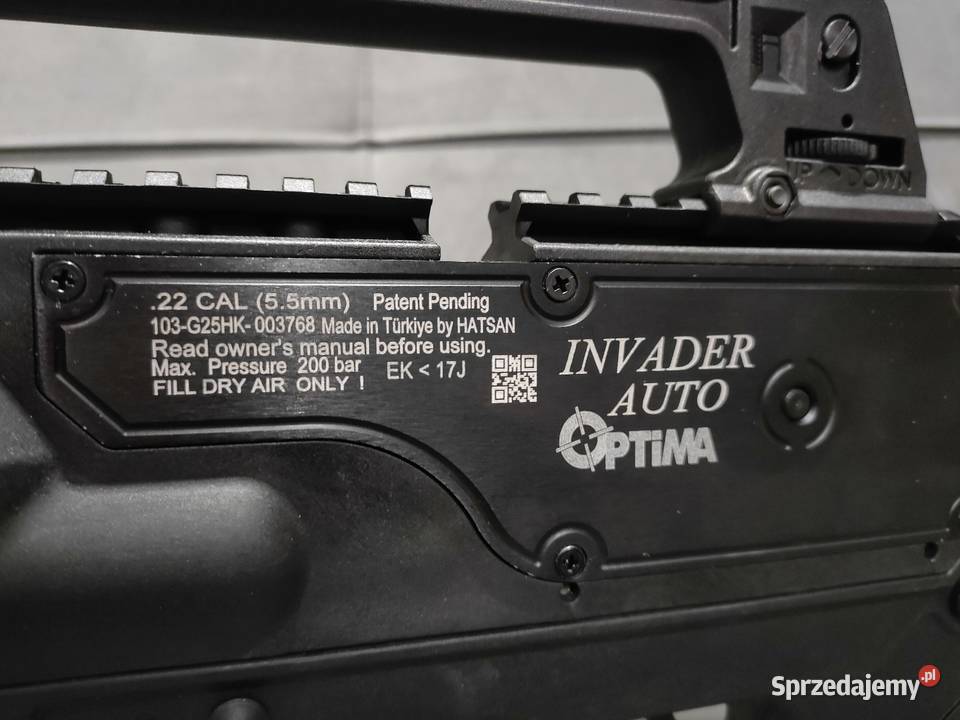 UP DOWN
.22 CAL (5.5mm) Patent Pending
103-G25HK-003768 Made in Türkiye by HATSAN
Read owner's manual before using.
Max. Pressure 200 bar EK < 17J
FILL DRY AIR ONLY !
INVADER
AUTO
OPTiMA
Sprzedajemy.pl